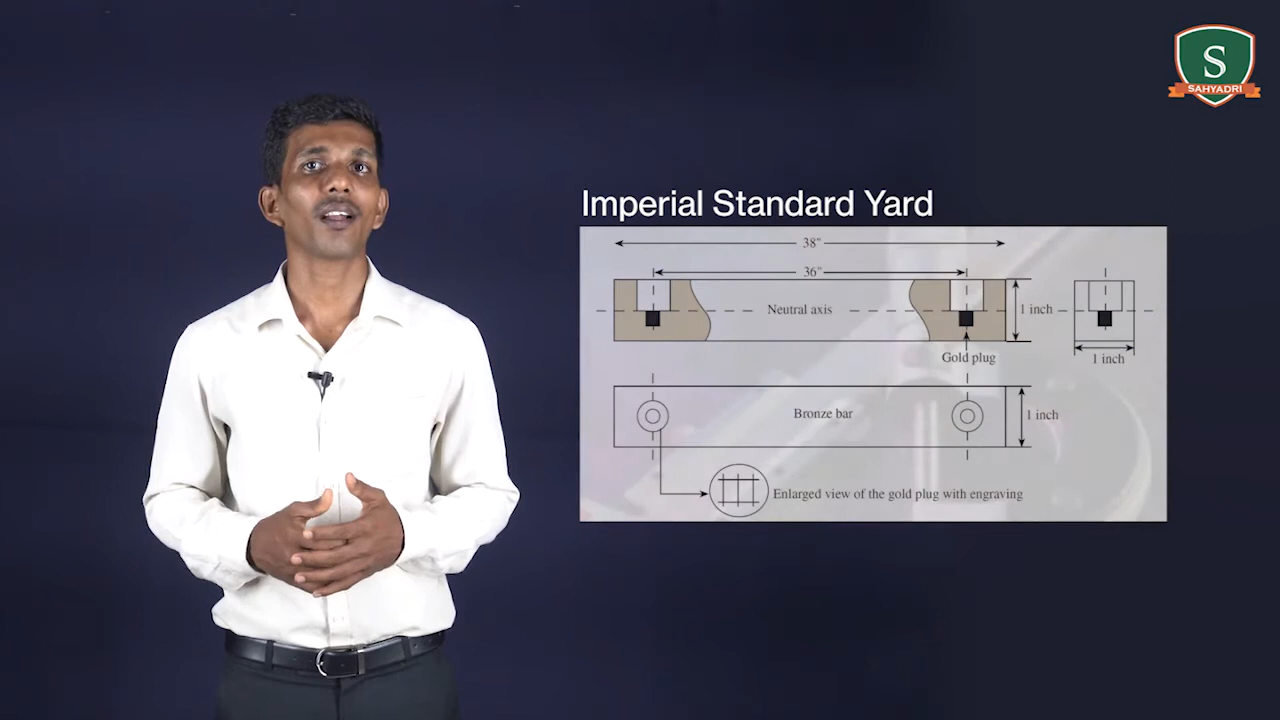 S
SAHYADRI
Imperial Standard Yard
38"
36"
Neutral axis
1 inch
Gold plug
1 inch
Bronze bar
1 inch
Enlarged view of the gold plug with engraving